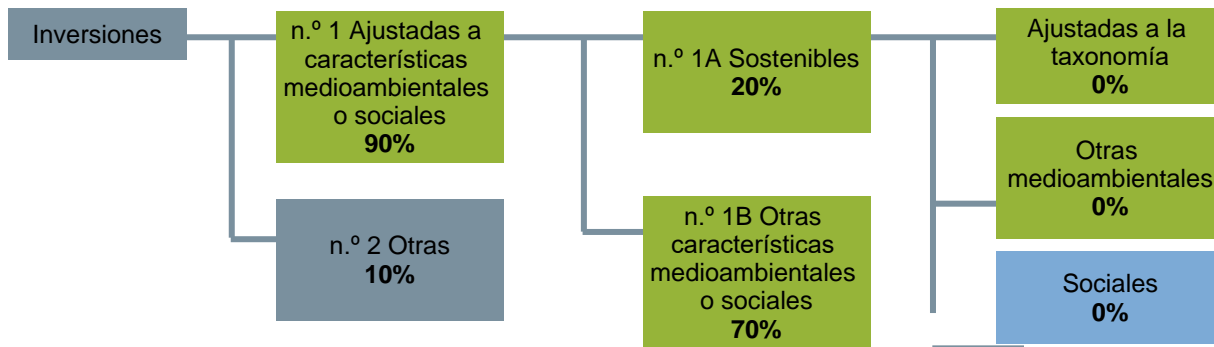 Inversiones
n.º 1 Ajustadas a
características
medioambientales
o sociales
90%
n.º 2 Otras
10%
n.º 1A Sostenibles
20%
n.º 1B Otras
características
medioambientales
o sociales
70%
Ajustadas a la
taxonomía
0%
Otras
medioambientales
0%
Sociales
0%